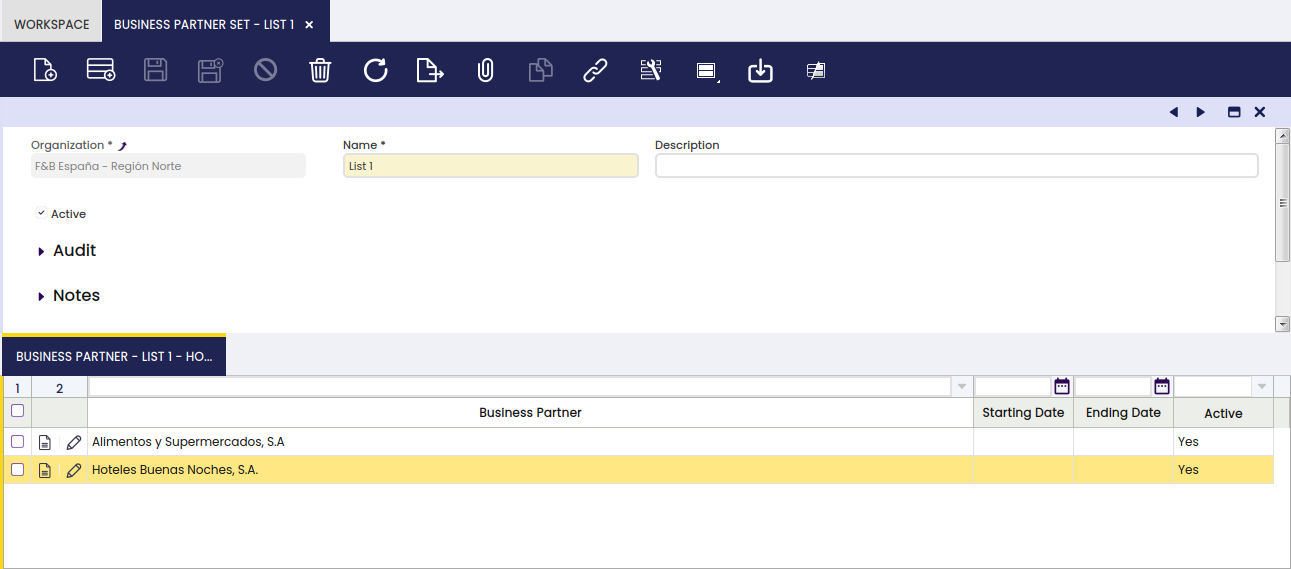 WORKSPACE BUSINESS PARTNER SET - LIST 1
Organization * Name * Description
F&B España - Región Norte List 1
Active
Audit
Notes
BUSINESS PARTNER - LIST 1 - HO...
1 2
Business Partner Starting Date Ending Date Active
Alimentos y Supermercados, S.A Yes
Hoteles Buenas Noches, S.A. Yes